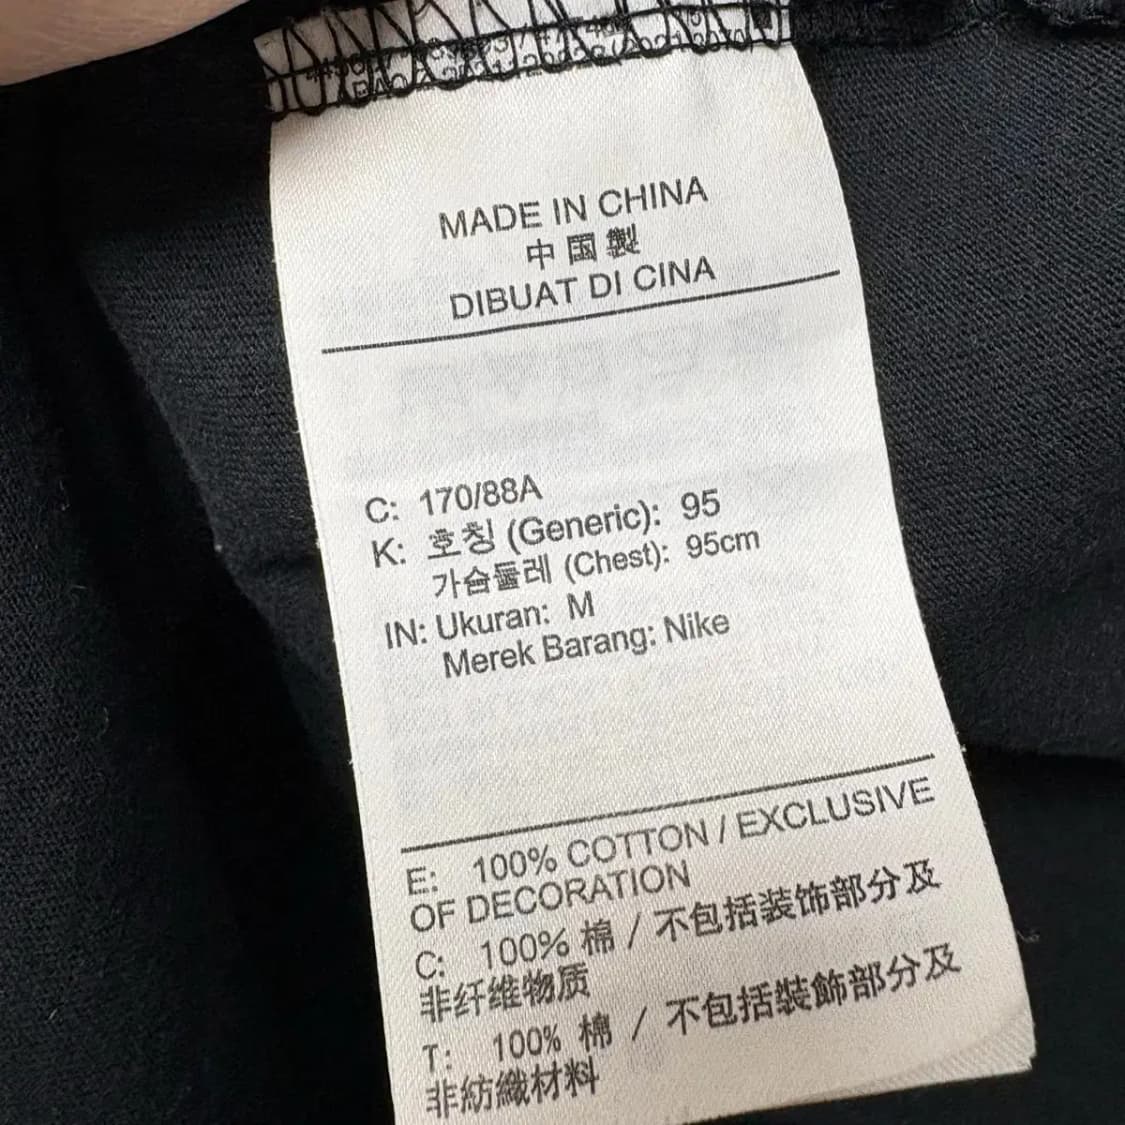 MADE IN CHINA
中国製
DIBUAT DI CINA
C: 170/88A
K: 호칭 (Generic): 95
가슴둘레 (Chest): 95cm
IN: Ukuran: M
Merek Barang: Nike
E: 100% COTTON / EXCLUSIVE
OF DECORATION
C: 100% 棉 / 不包括装饰部分及
非纤维物质
T: 100% 棉 / 不包括裝飾部分及
非紡織材料